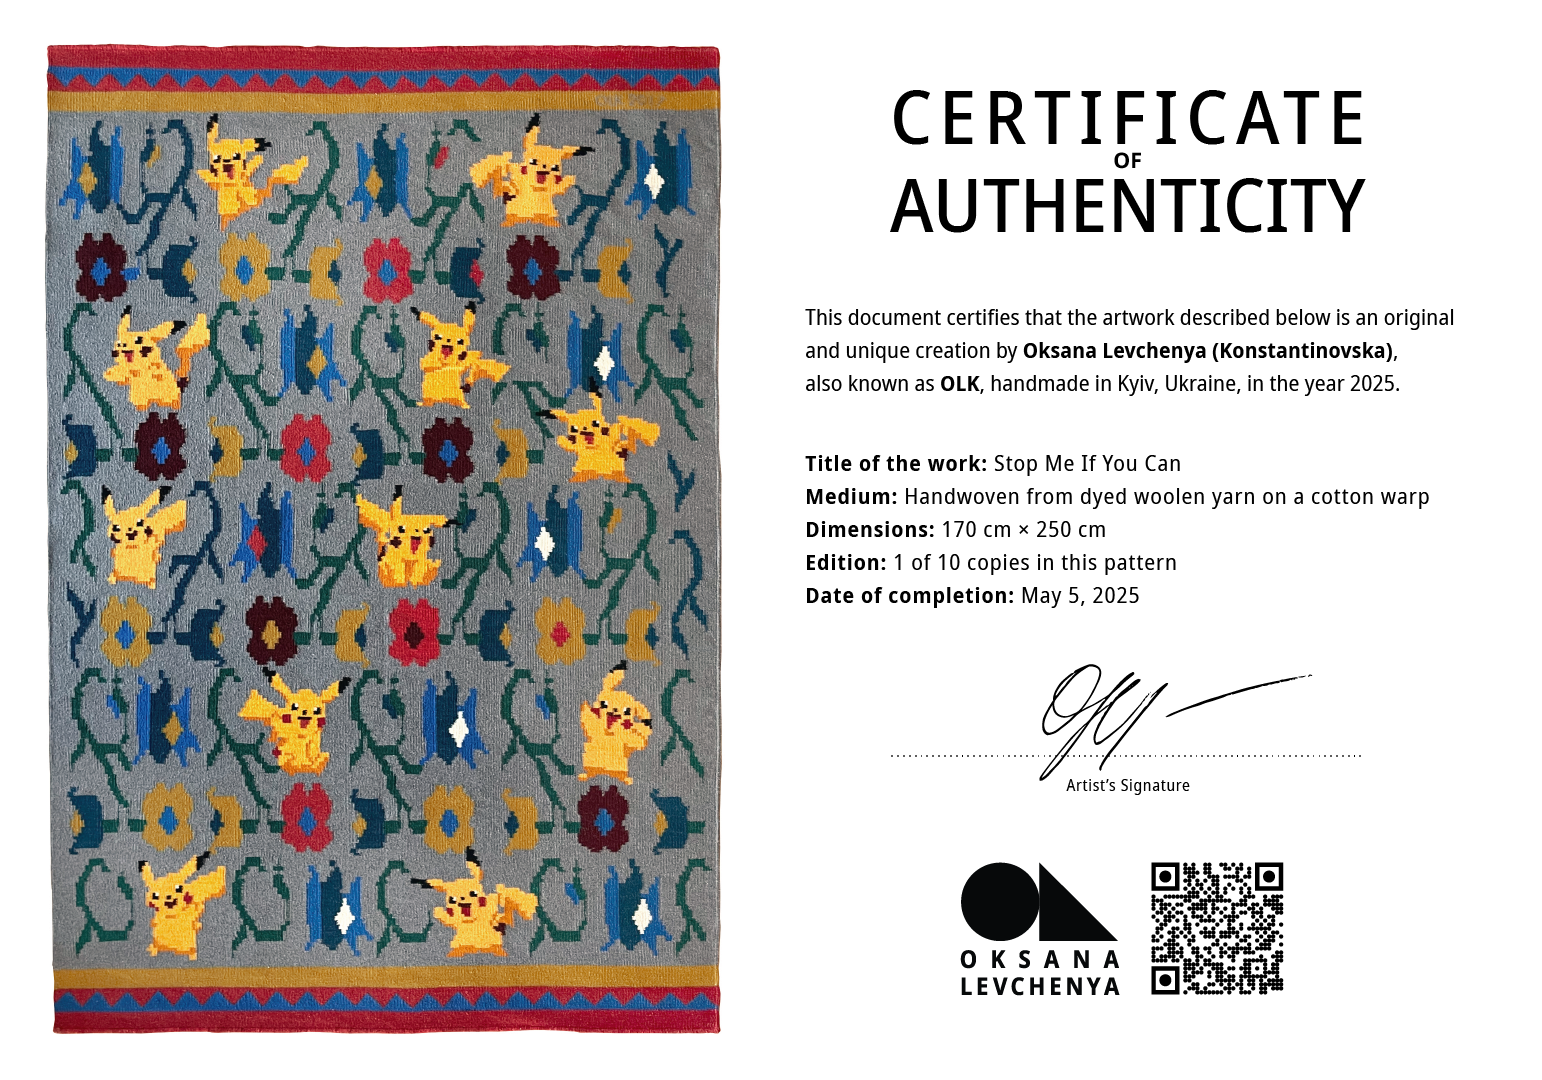 CERTIFICATE
OF
AUTHENTICITY
This document certifies that the artwork described below is an original
and unique creation by Oksana Levchenya (Konstantinovska),
also known as OLK, handmade in Kyiv, Ukraine, in the year 2025.
Title of the work: Stop Me If You Can
Medium: Handwoven from dyed woolen yarn on a cotton warp
Dimensions: 170 cm × 250 cm
Edition: 1 of 10 copies in this pattern
Date of completion: May 5, 2025
Artist’s Signature
OKSANA
LEVCHENYA